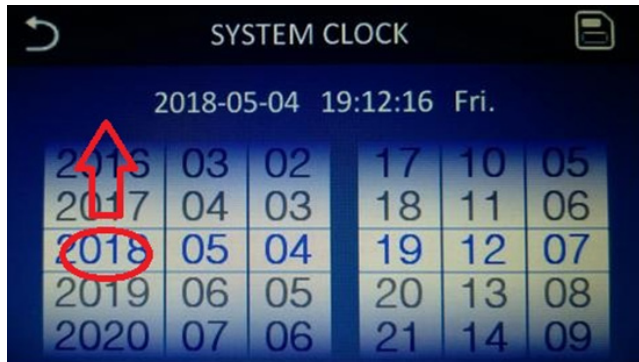 SYSTEM CLOCK
2018-05-04 19:12:16 Fri.
2016 03 02 17 10 05
2017 04 03 18 11 06
2018 05 04 19 12 07
2019 06 05 20 13 08
2020 07 06 21 14 09